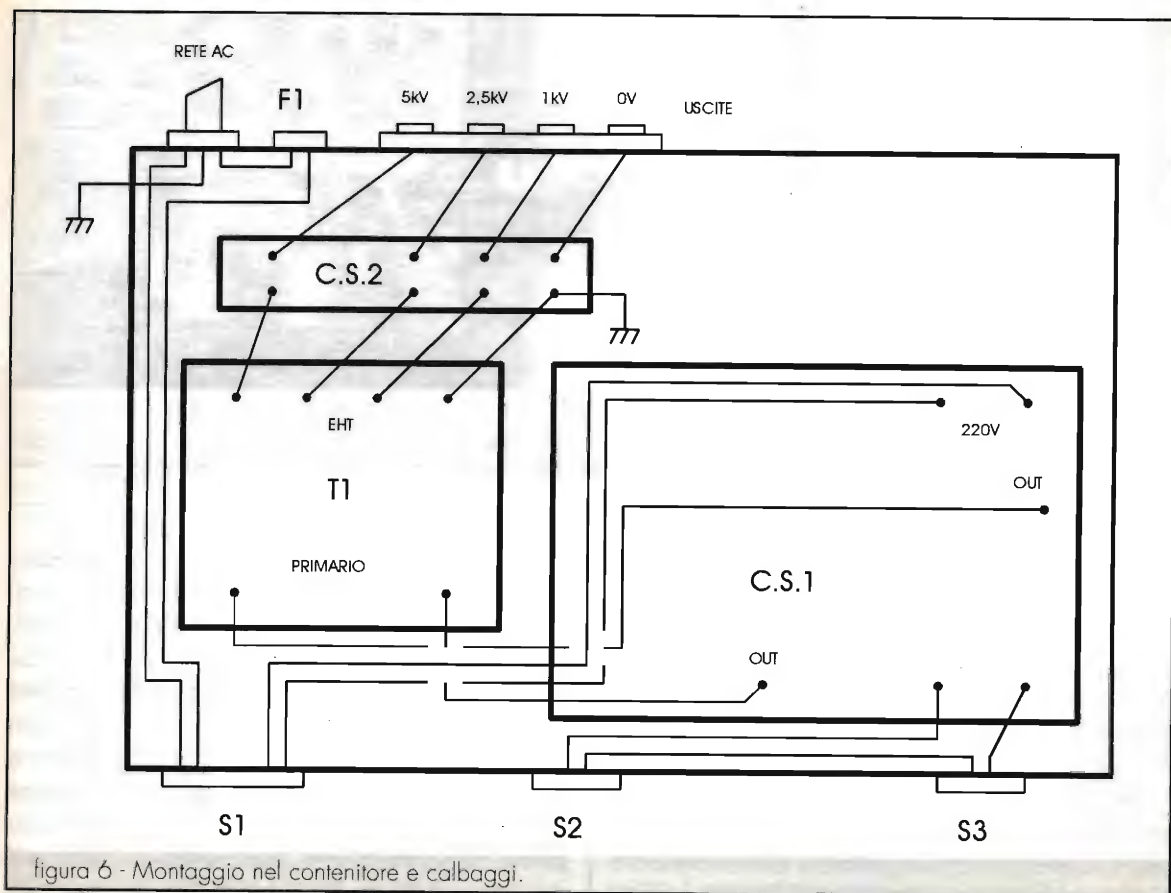 RETE AC
F1
5kV 2,5kV 1kV 0V USCITE
C.S.2
EHT
T1
PRIMARIO
220V
OUT
C.S.1
OUT
S1 S2 S3
figura 6 - Montaggio nel contenitore e calbaggi.